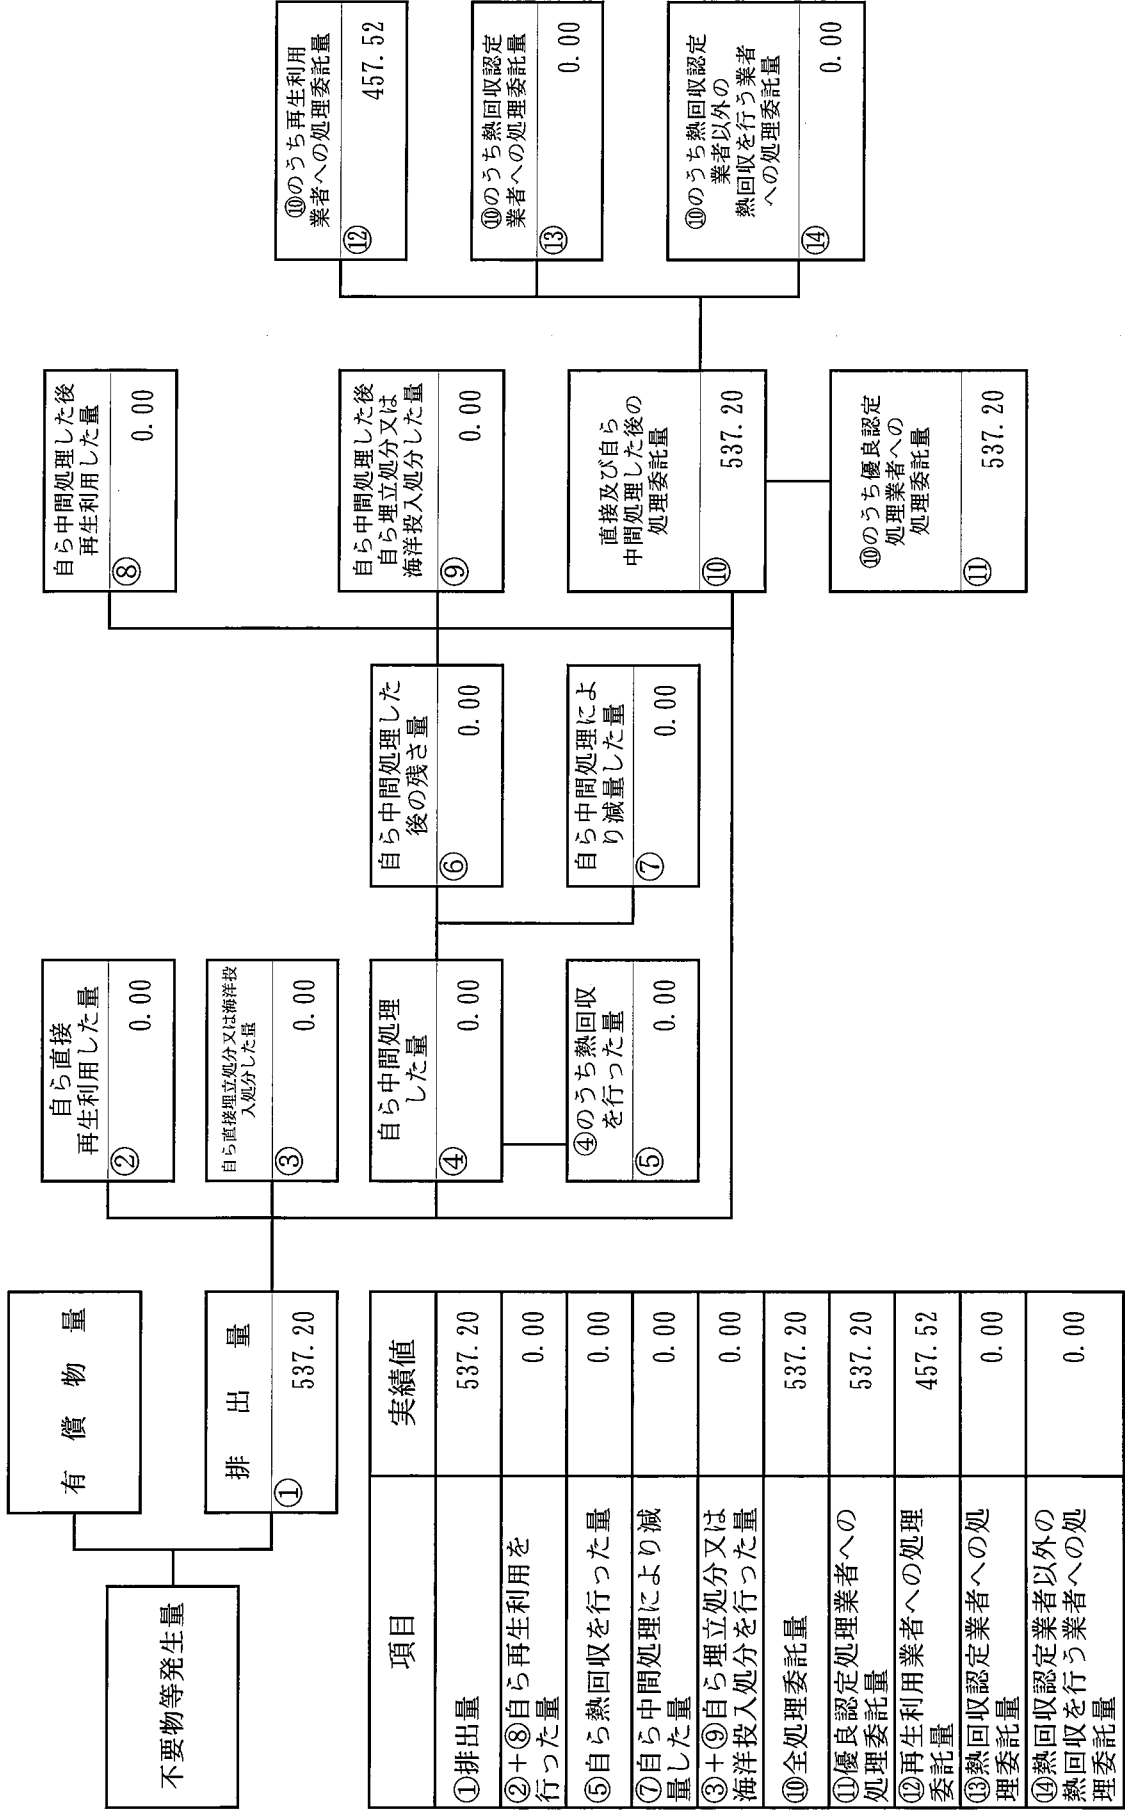 不要物等発生量
有償物量
排出量
① 537.20
自ら直接
再生利用した量
② 0.00
自ら直接埋立処分又は海洋投
入処分した量
③ 0.00
自ら中間処理
した量
④ 0.00
④のうち熱回収
を行った量
⑤ 0.00
自ら中間処理した
後の残さ量
⑥ 0.00
自ら中間処理によ
り減量した量
⑦ 0.00
自ら中間処理した後
再生利用した量
⑧ 0.00
自ら中間処理した後
自ら埋立処分又は
海洋投入処分した量
⑨ 0.00
直接及び自ら
中間処理した後の
処理委託量
⑩ 537.20
⑩のうち優良認定
処理業者への
処理委託量
⑪ 537.20
⑩のうち再生利用
業者への処理委託量
⑫ 457.52
⑩のうち熱回収認定
業者への処理委託量
⑬ 0.00
⑩のうち熱回収認定
業者以外の
熱回収を行う業者
への処理委託量
⑭ 0.00
項目 実績値
①排出量 537.20
②+⑧自ら再生利用を
行った量 0.00
⑤自ら熱回収を行った量 0.00
⑦自ら中間処理により減
量した量 0.00
③+⑨自ら埋立処分又は
海洋投入処分を行った量 0.00
⑩全処理委託量 537.20
⑪優良認定処理業者への
処理委託量 537.20
⑫再生利用業者への処理
委託量 457.52
⑬熱回収認定業者への処
理委託量 0.00
⑭熱回収認定業者以外の
熱回収を行う業者への処
理委託量 0.00